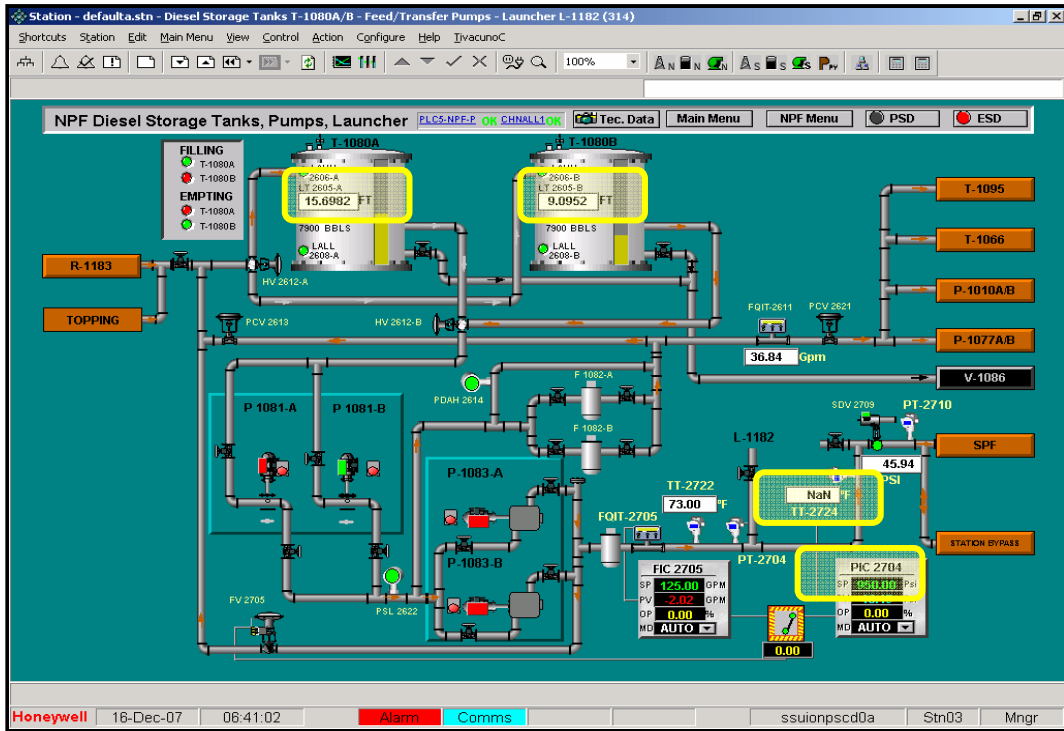 Station - defaulta.stn - Diesel Storage Tanks T-1080A/B - Feed/Transfer Pumps - Launcher L-1182 (314)
Shortcuts Station Edit Main Menu View Control Action Configure Help TivacunoC
100%
NPF Diesel Storage Tanks, Pumps, Launcher PLC5-NPF-P OK CHNALL1 OK Tec. Data Main Menu NPF Menu PSD ESD
FILLING
T-1080A
T-1080B
EMPTING
T-1080A
T-1080B
T-1080A
2606-A
LT 2605-A
15.6982 FT
7900 BBLS
LALL
2608-A
T-1080B
2606-B
LT 2605-B
9.0952 FT
7900 BBLS
LALL
2608-B
R-1183
TOPPING
HV 2612-A
PCV 2613
HV 2612-B
FQIT-2611
PCV 2621
36.84 Gpm
T-1095
T-1066
P-1010A/B
P-1077A/B
V-1086
P 1081-A
P 1081-B
PDAH 2614
F 1082-A
F 1082-B
P-1083-A
P-1083-B
PSL 2622
FV 2705
L-1182
SDV 2709
PT-2710
45.94
PSI
SPF
STATION BYPASS
TT-2722
73.00 °F
FQIT-2705
PT-2704
NaN °F
TT-2724
FIC 2705
SP 125.00 GPM
PV -2.02 GPM
OP 0.00 %
MD AUTO
0.00
PIC 2704
SP 950.00 Psi
OP 0.00 %
MD AUTO
Honeywell 16-Dec-07 06:41:02 Alarm Comms ssuionpscd0a Stn03 Mngr